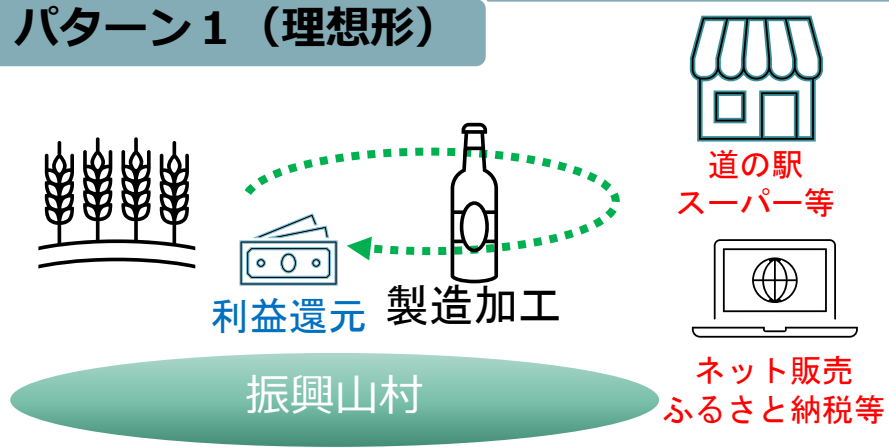 パターン１（理想形）
道の駅
スーパー等
利益還元
製造加工
ネット販売
ふるさと納税等
振興山村